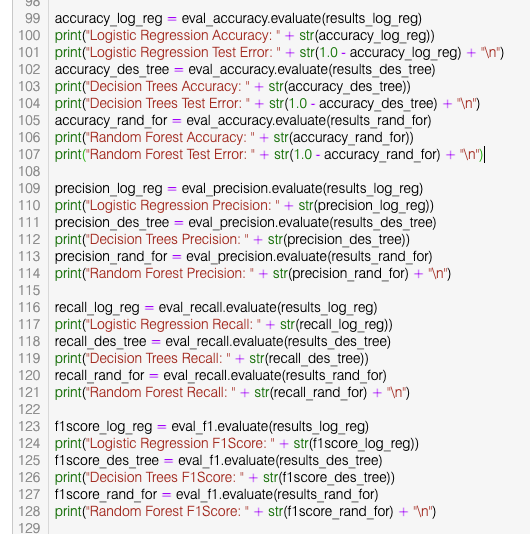 98
99 accuracy_log_reg = eval_accuracy.evaluate(results_log_reg)
100 print("Logistic Regression Accuracy: " + str(accuracy_log_reg))
101 print("Logistic Regression Test Error: " + str(1.0 - accuracy_log_reg) + "\n")
102 accuracy_des_tree = eval_accuracy.evaluate(results_des_tree)
103 print("Decision Trees Accuracy: " + str(accuracy_des_tree))
104 print("Decision Trees Test Error: " + str(1.0 - accuracy_des_tree) + "\n")
105 accuracy_rand_for = eval_accuracy.evaluate(results_rand_for)
106 print("Random Forest Accuracy: " + str(accuracy_rand_for))
107 print("Random Forest Test Error: " + str(1.0 - accuracy_rand_for) + "\n")
108
109 precision_log_reg = eval_precision.evaluate(results_log_reg)
110 print("Logistic Regression Precision: " + str(precision_log_reg))
111 precision_des_tree = eval_precision.evaluate(results_des_tree)
112 print("Decision Trees Precision: " + str(precision_des_tree))
113 precision_rand_for = eval_precision.evaluate(results_rand_for)
114 print("Random Forest Precision: " + str(precision_rand_for) + "\n")
115
116 recall_log_reg = eval_recall.evaluate(results_log_reg)
117 print("Logistic Regression Recall: " + str(recall_log_reg))
118 recall_des_tree = eval_recall.evaluate(results_des_tree)
119 print("Decision Trees Recall: " + str(recall_des_tree))
120 recall_rand_for = eval_recall.evaluate(results_rand_for)
121 print("Random Forest Recall: " + str(recall_rand_for) + "\n")
122
123 f1score_log_reg = eval_f1.evaluate(results_log_reg)
124 print("Logistic Regression F1Score: " + str(f1score_log_reg))
125 f1score_des_tree = eval_f1.evaluate(results_des_tree)
126 print("Decision Trees F1Score: " + str(f1score_des_tree))
127 f1score_rand_for = eval_f1.evaluate(results_rand_for)
128 print("Random Forest F1Score: " + str(f1score_rand_for) + "\n")
129